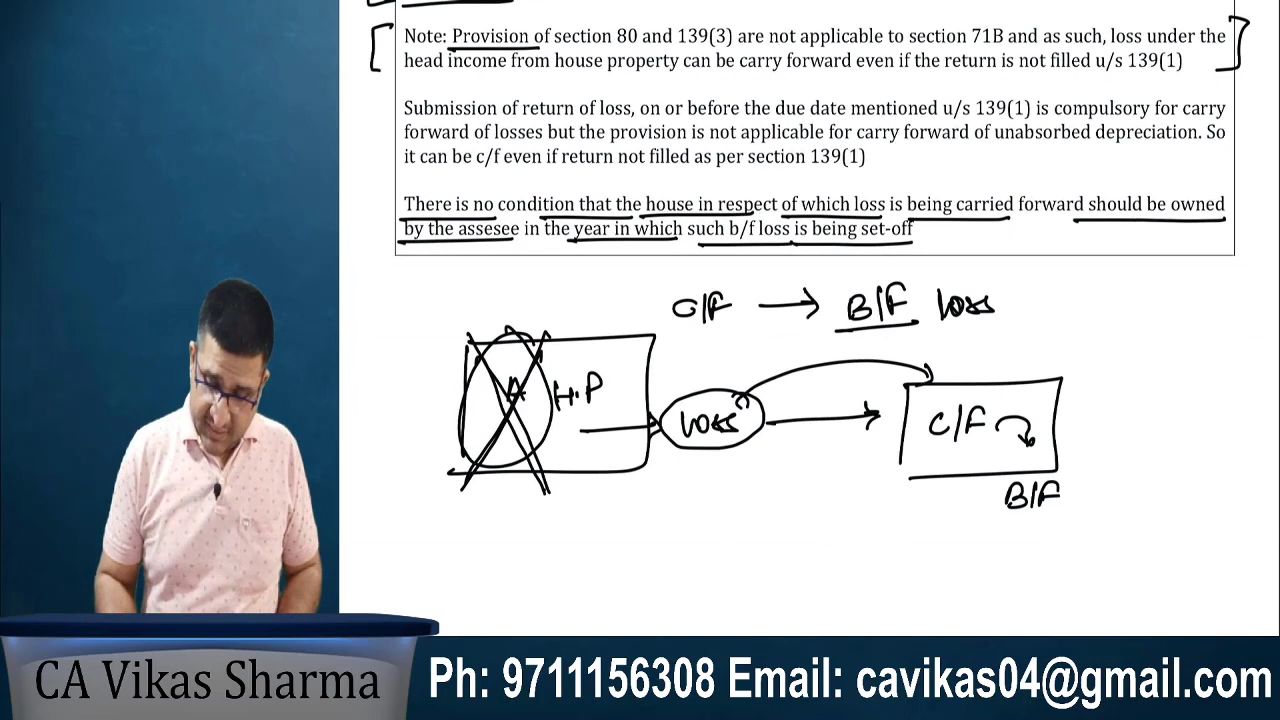 Note: Provision of section 80 and 139(3) are not applicable to section 71B and as such, loss under the
head income from house property can be carry forward even if the return is not filled u/s 139(1)
Submission of return of loss, on or before the due date mentioned u/s 139(1) is compulsory for carry
forward of losses but the provision is not applicable for carry forward of unabsorbed depreciation. So
it can be c/f even if return not filled as per section 139(1)
There is no condition that the house in respect of which loss is being carried forward should be owned
by the assesee in the year in which such b/f loss is being set-off
C/F → B/F loss
A H.P
loss
C/F
B/F
CA Vikas Sharma
Ph: 9711156308 Email: cavikas04@gmail.com